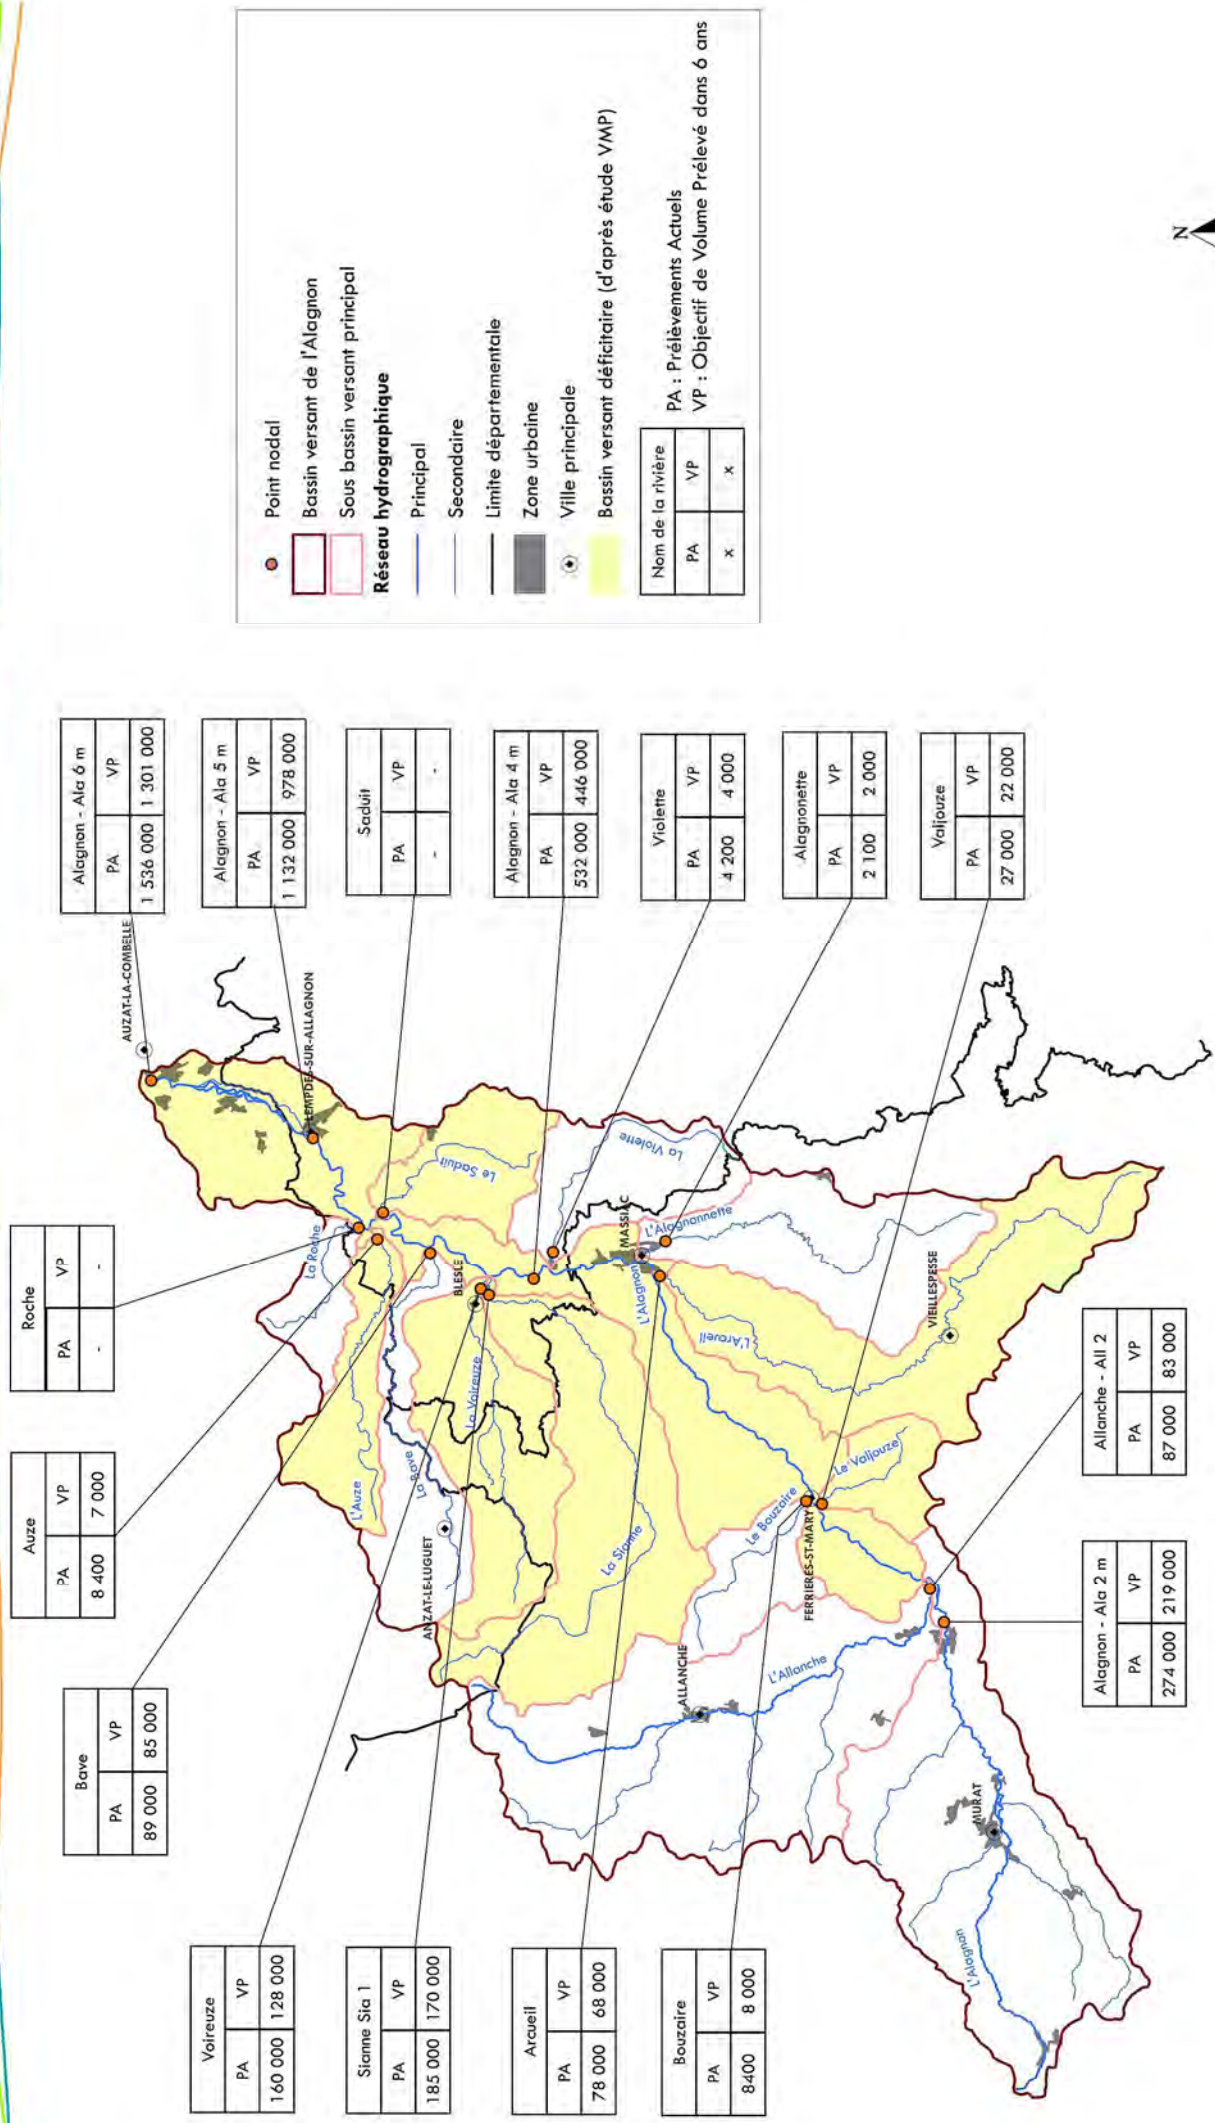 Roche
PA VP
- -
Auze
PA VP
8 400 7 000
Bave
PA VP
89 000 85 000
Voireuze
PA VP
160 000 128 000
Sianne Sia 1
PA VP
185 000 170 000
Arcueil
PA VP
78 000 68 000
Bouzaire
PA VP
8400 8 000
Alagnon - Ala 6 m
PA VP
1 536 000 1 301 000
Alagnon - Ala 5 m
PA VP
1 132 000 978 000
Saduit
PA VP
- -
Alagnon - Ala 4 m
PA VP
532 000 446 000
Violette
PA VP
4 200 4 000
Alagnonette
PA VP
2 100 2 000
Valjouze
PA VP
27 000 22 000
Allanche - All 2
PA VP
87 000 83 000
Alagnon - Ala 2 m
PA VP
274 000 219 000
AUZAT-LA-COMBELLE
LEMPDES-SUR-ALLAGNON
La Roche
Le Saduit
L'Auze
La Bave
BLESLE
La Voireuze
ANZAT-LE-LUGUET
La Violette
La Sianne
MASSIAC
L'Alagnon
L'Alagnonnette
L'Arcueil
VIEILLESPESSE
Le Bouzaire
FERRIERES-ST-MARY
Le Valjouze
ALLANCHE
L'Allanche
MURAT
L'Alagnon
Point nodal
Bassin versant de l'Alagnon
Sous bassin versant principal
Réseau hydrographique
Principal
Secondaire
Limite départementale
Zone urbaine
Ville principale
Bassin versant déficitaire (d'après étude VMP)
Nom de la rivière
PA VP
x x
PA : Prélèvements Actuels
VP : Objectif de Volume Prélevé dans 6 ans
N